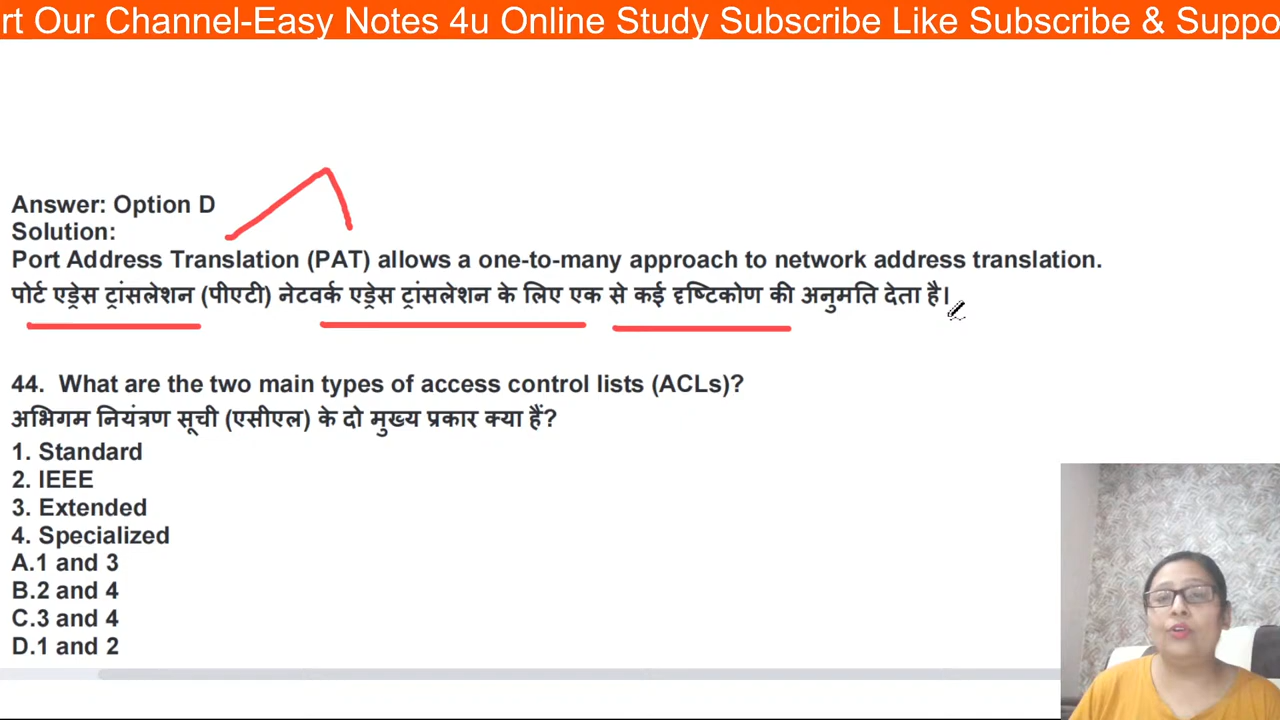 rt Our Channel-Easy Notes 4u Online Study Subscribe Like Subscribe & Suppo
Answer: Option D
Solution:
Port Address Translation (PAT) allows a one-to-many approach to network address translation.
पोर्ट एड्रेस ट्रांसलेशन (पीएटी) नेटवर्क एड्रेस ट्रांसलेशन के लिए एक से कई दृष्टिकोण की अनुमति देता है।
44. What are the two main types of access control lists (ACLs)?
अभिगम नियंत्रण सूची (एसीएल) के दो मुख्य प्रकार क्या हैं?
1. Standard
2. IEEE
3. Extended
4. Specialized
A.1 and 3
B.2 and 4
C.3 and 4
D.1 and 2